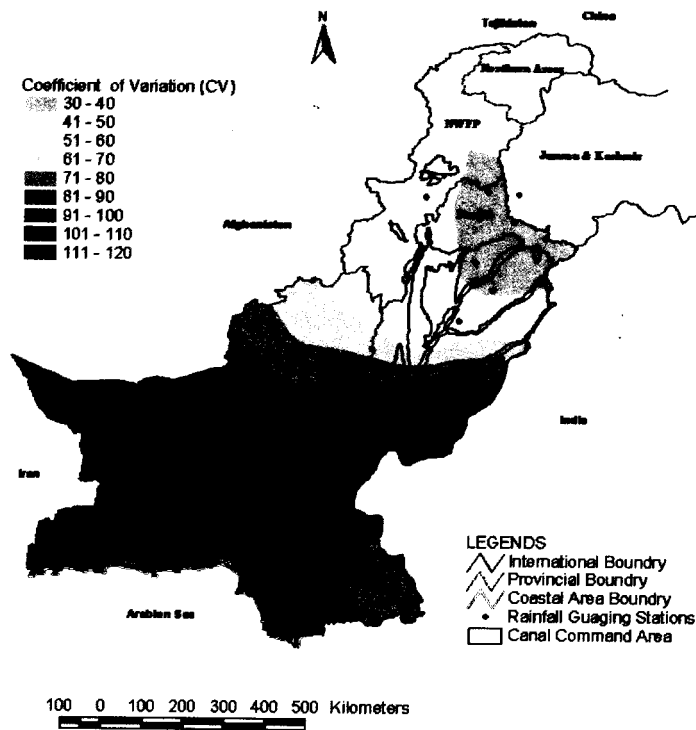 N
Tajikistan
China
Coefficient of Variation (CV)
30 - 40
41 - 50
51 - 60
61 - 70
71 - 80
81 - 90
91 - 100
101 - 110
111 - 120
Northern Areas
NWFP
Jammu & Kashmir
Afghanistan
India
Iran
Arabian Sea
LEGENDS
International Boundry
Provincial Boundry
Coastal Area Boundry
Rainfall Guaging Stations
Canal Command Area
100 0 100 200 300 400 500 Kilometers